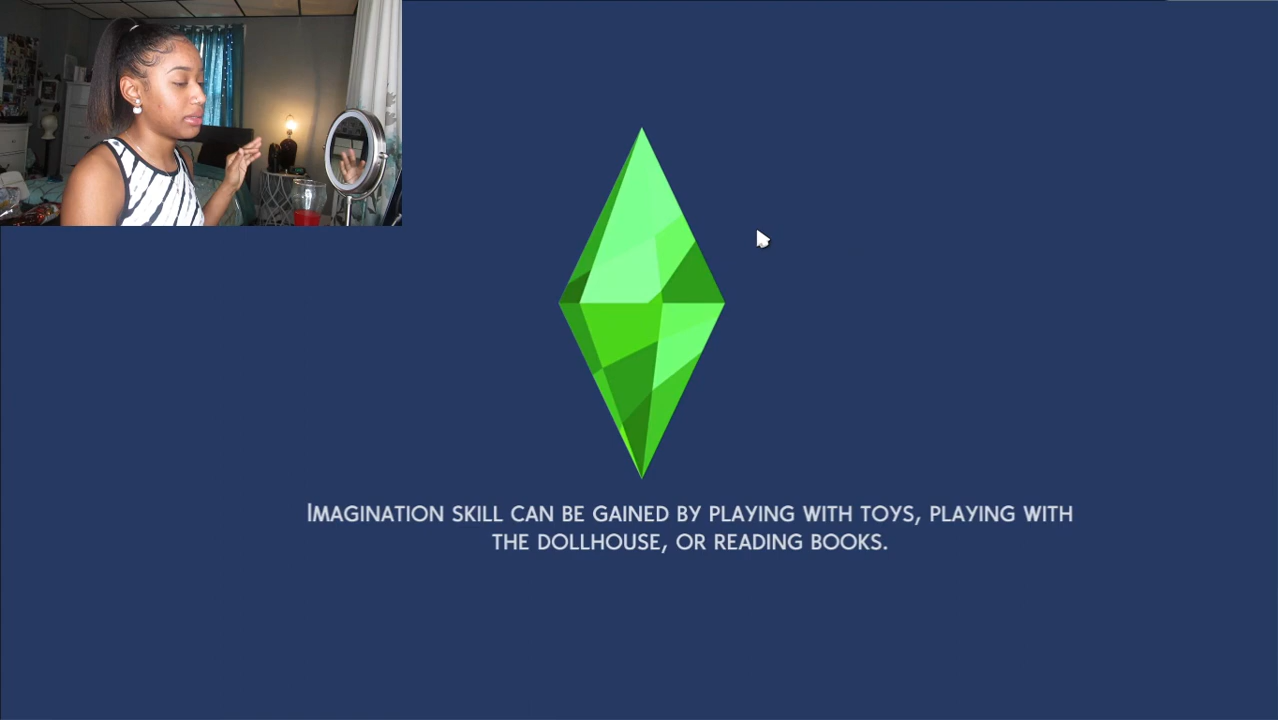 Imagination skill can be gained by playing with toys, playing with
the dollhouse, or reading books.